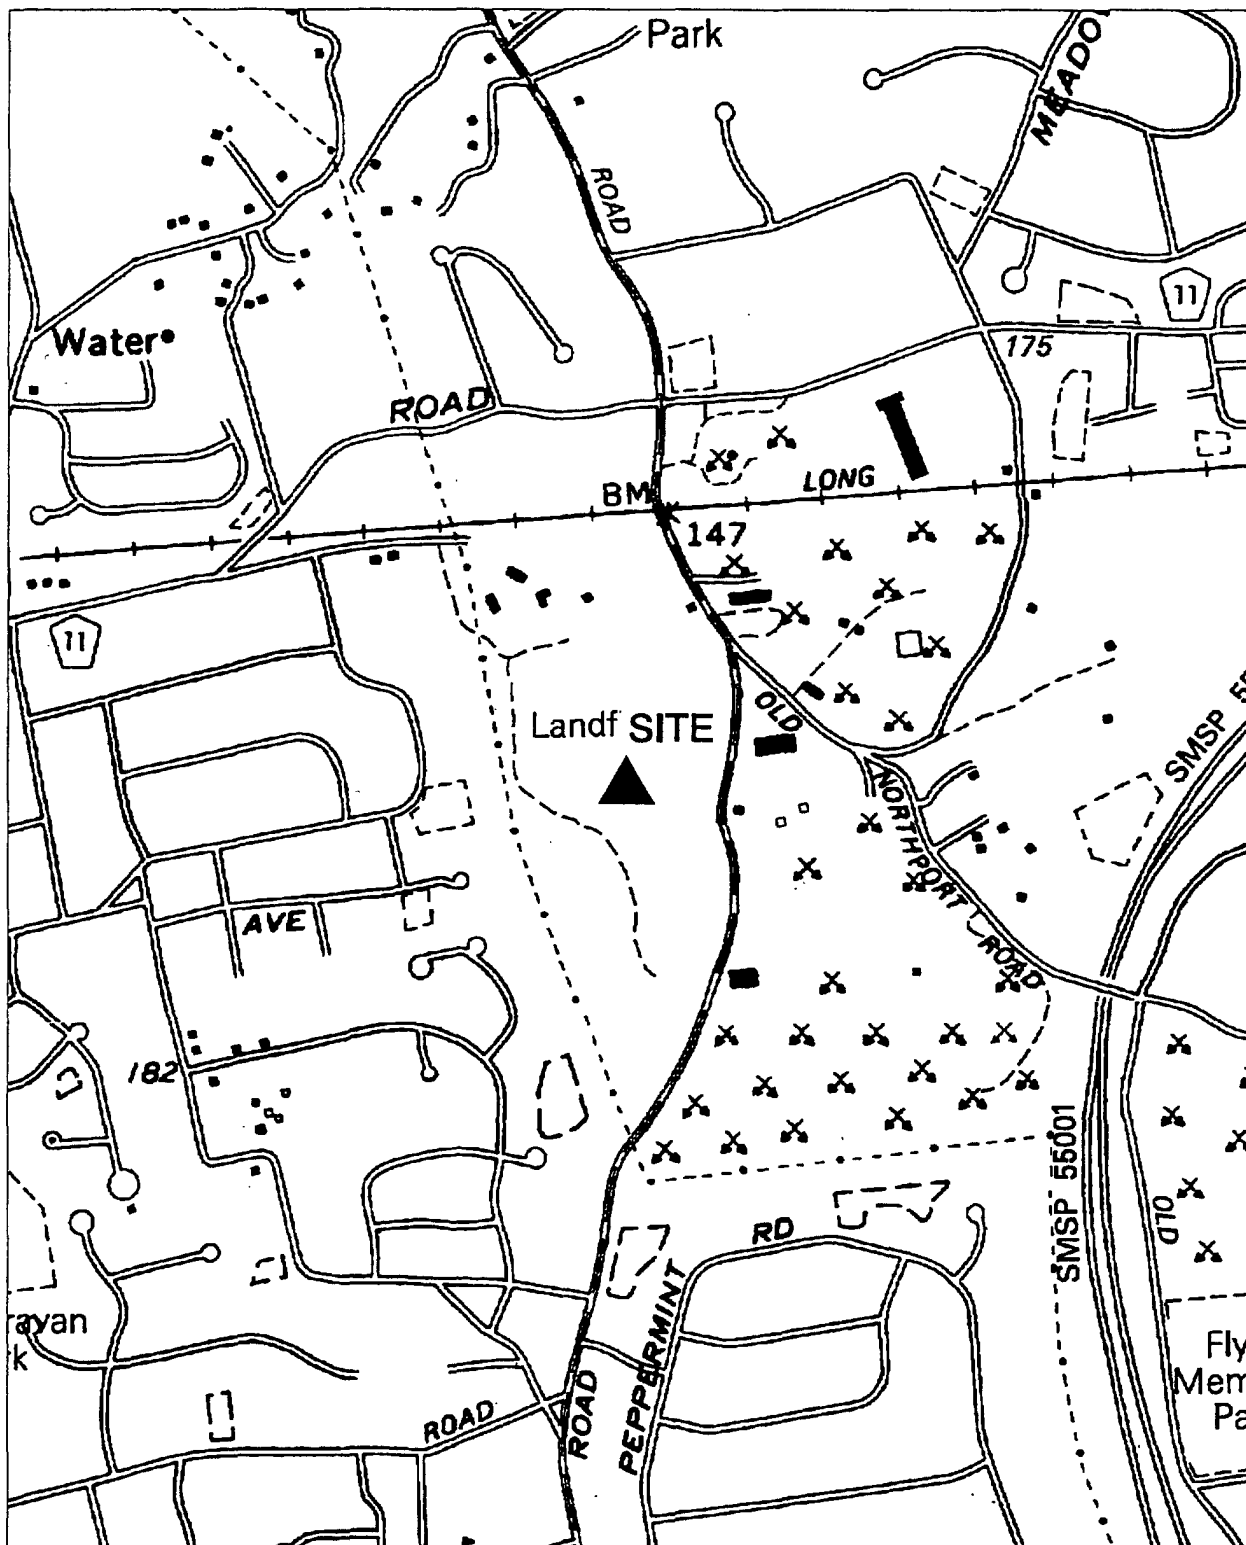 Park
MEADO
ROAD
11
Water
175
ROAD
LONG
BM
147
11
SMSP 55
Landf SITE
OLD
NORTHPORT
AVE
ROAD
182
SMSP 55001
OLD
RD
rayan
k
PEPPERMINT
Fly
Mem
Pa
ROAD
ROAD